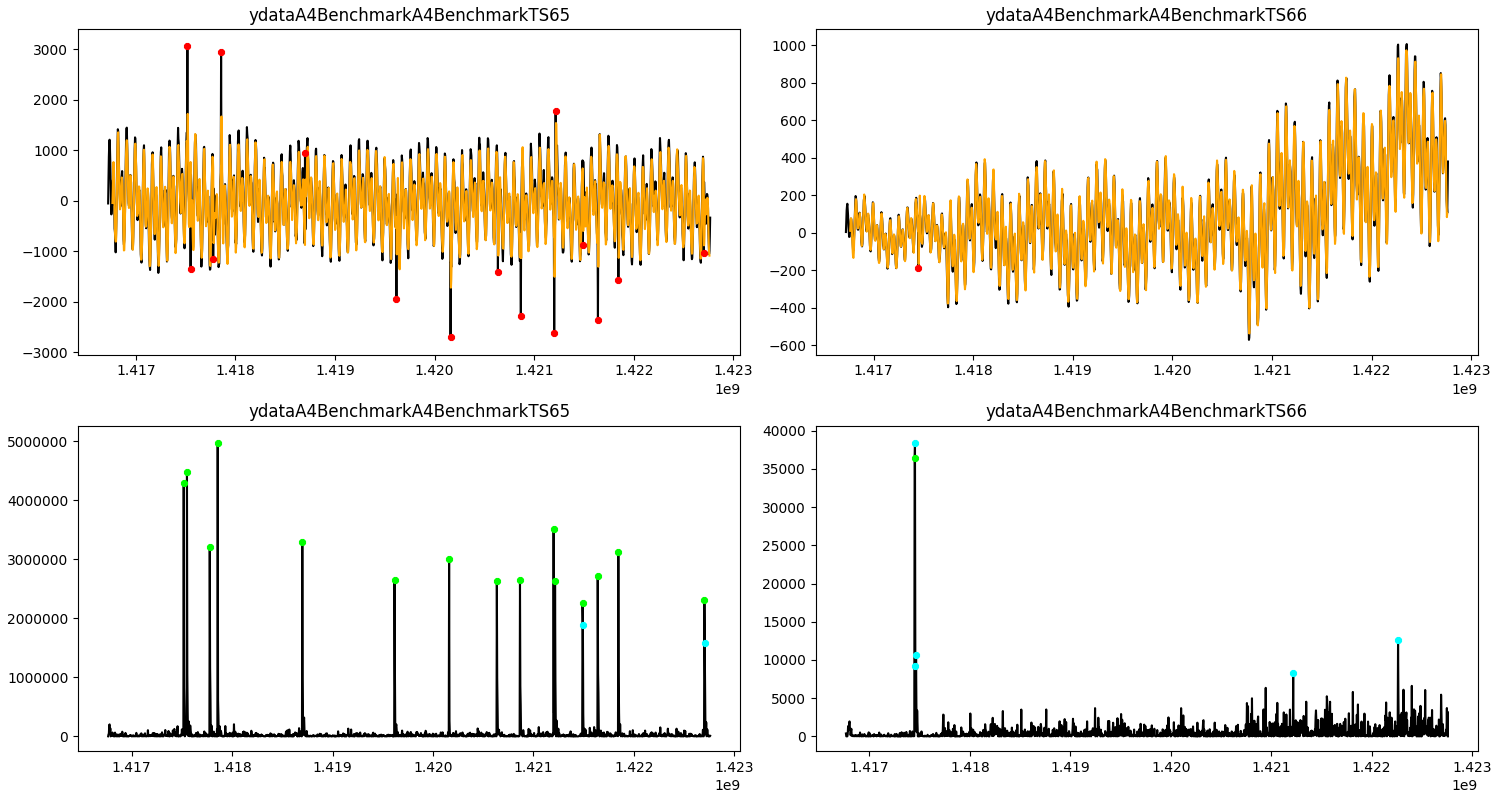 ydataA4BenchmarkA4BenchmarkTS65
3000
2000
1000
0
−1000
−2000
−3000
1.417 1.418 1.419 1.420 1.421 1.422 1.423
1e9
ydataA4BenchmarkA4BenchmarkTS66
1000
800
600
400
200
0
−200
−400
−600
1.417 1.418 1.419 1.420 1.421 1.422 1.423
1e9
ydataA4BenchmarkA4BenchmarkTS65
5000000
4000000
3000000
2000000
1000000
0
1.417 1.418 1.419 1.420 1.421 1.422 1.423
1e9
ydataA4BenchmarkA4BenchmarkTS66
40000
35000
30000
25000
20000
15000
10000
5000
0
1.417 1.418 1.419 1.420 1.421 1.422 1.423
1e9